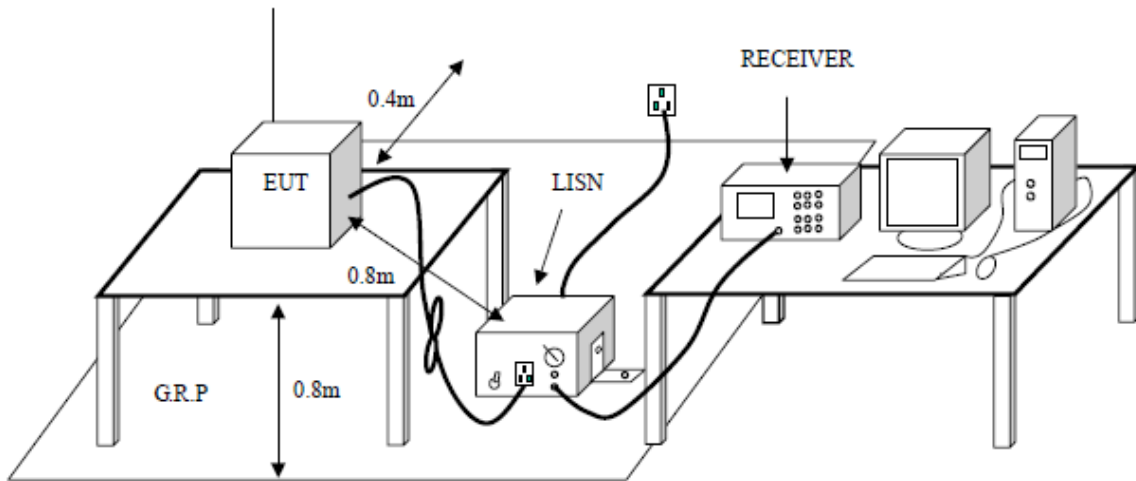 RECEIVER
0.4m
EUT
LISN
0.8m
G.R.P
0.8m